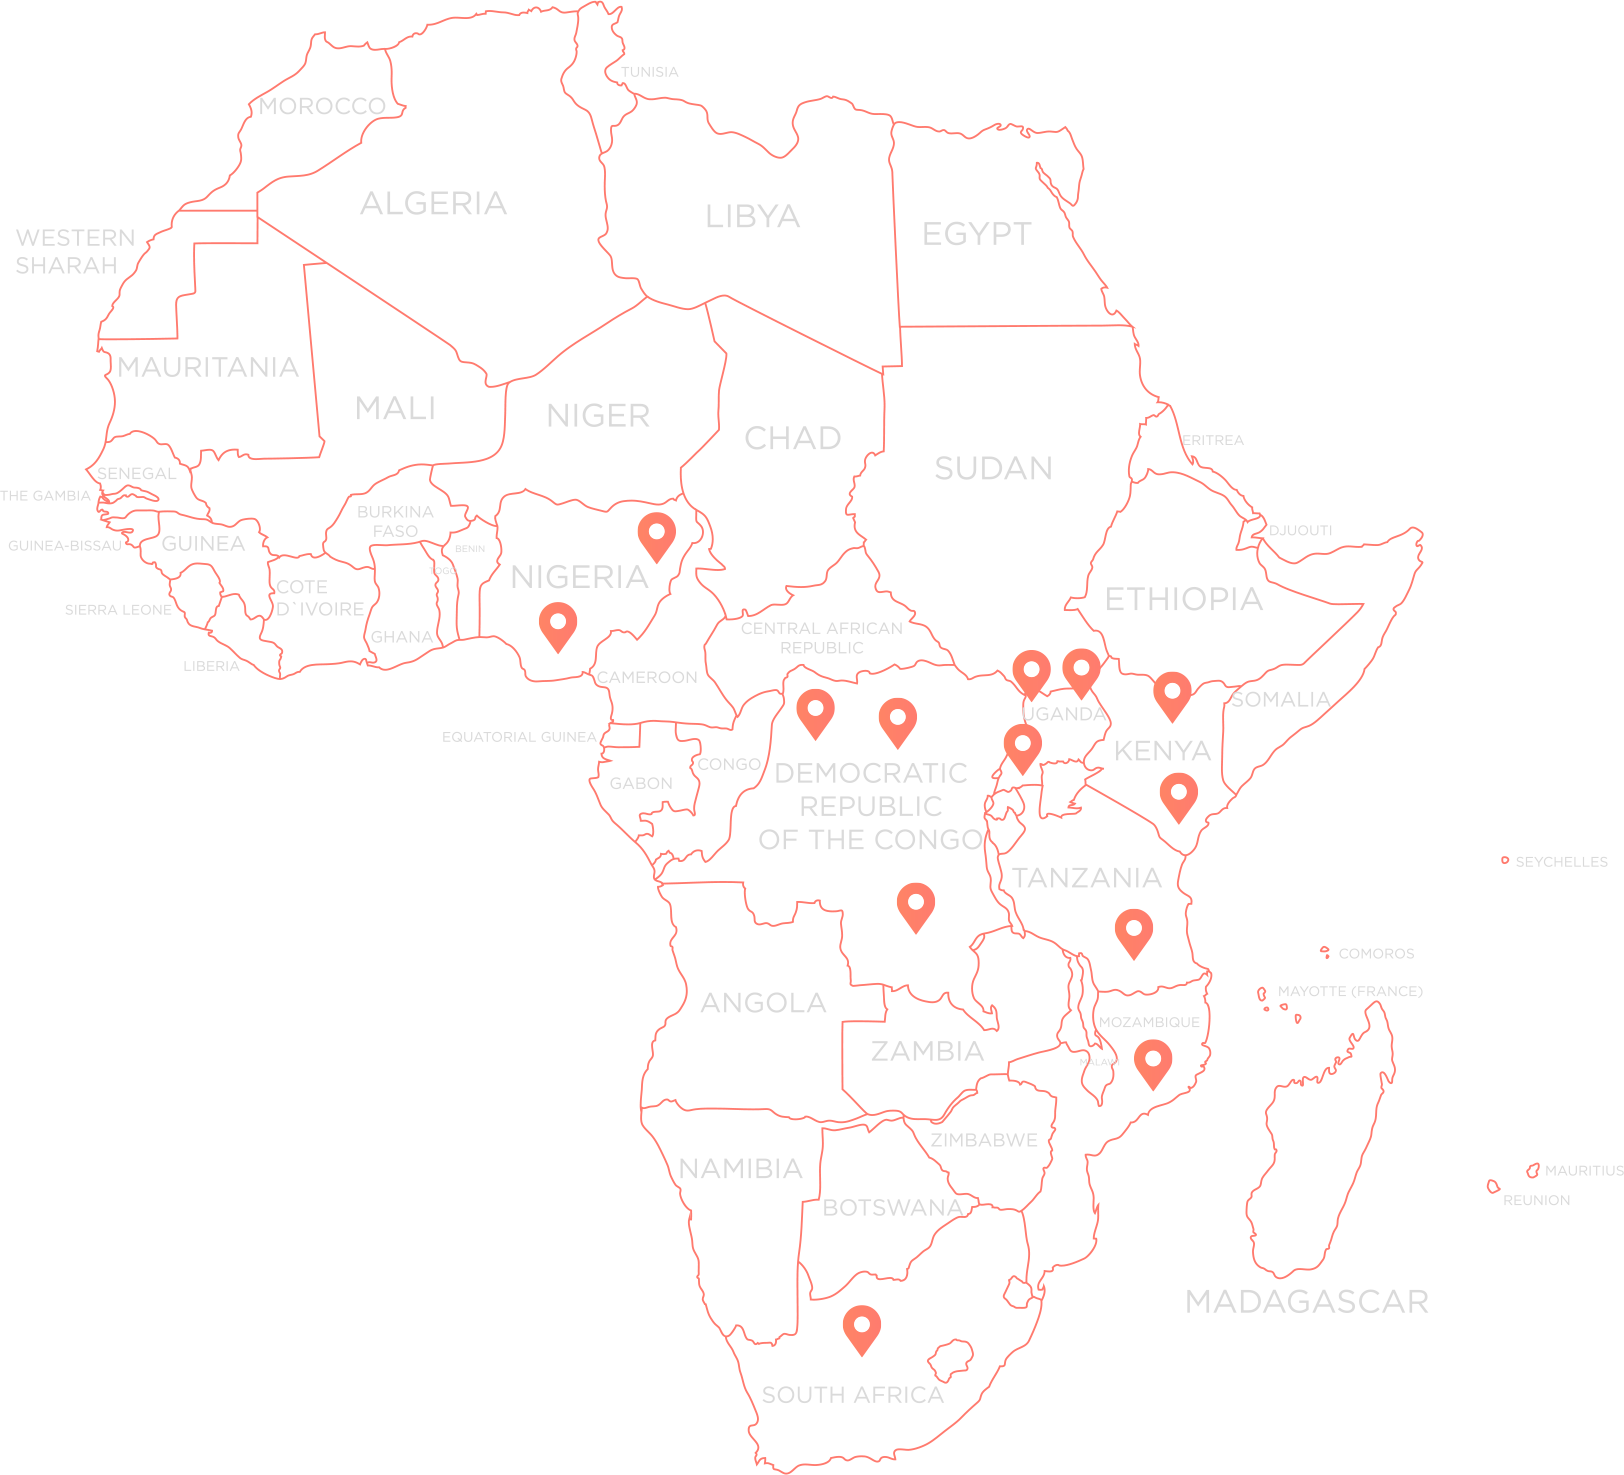 TUNISIA
MOROCCO
ALGERIA
LIBYA
EGYPT
WESTERN
SHARAH
MAURITANIA
MALI
NIGER
CHAD
SUDAN
ERITREA
SENEGAL
THE GAMBIA
BURKINA
FASO
DJUOUTI
GUINEA-BISSAU
GUINEA
BENIN
TOGO
NIGERIA
COTE
D`IVOIRE
ETHIOPIA
SIERRA LEONE
GHANA
CENTRAL AFRICAN
REPUBLIC
LIBERIA
CAMEROON
SOMALIA
UGANDA
EQUATORIAL GUINEA
KENYA
CONGO
GABON
DEMOCRATIC
REPUBLIC
OF THE CONGO
SEYCHELLES
TANZANIA
COMOROS
MAYOTTE (FRANCE)
ANGOLA
MOZAMBIQUE
ZAMBIA
MALAWI
ZIMBABWE
NAMIBIA
MAURITIUS
REUNION
BOTSWANA
MADAGASCAR
SOUTH AFRICA